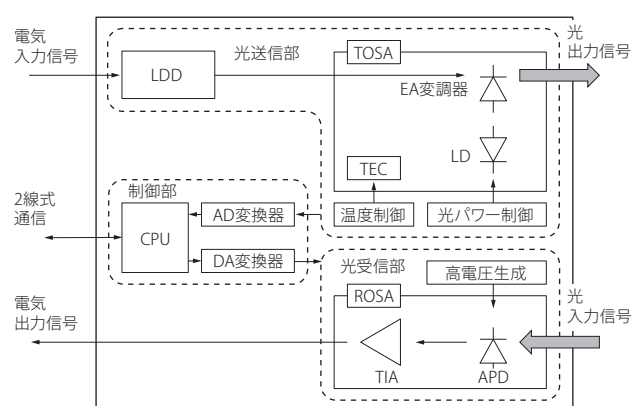 電気
入力信号
光送信部
TOSA
光
出力信号
LDD
EA変調器
LD
TEC
温度制御
光パワー制御
2線式
通信
制御部
CPU
AD変換器
DA変換器
光受信部
高電圧生成
電気
出力信号
ROSA
光
入力信号
TIA
APD